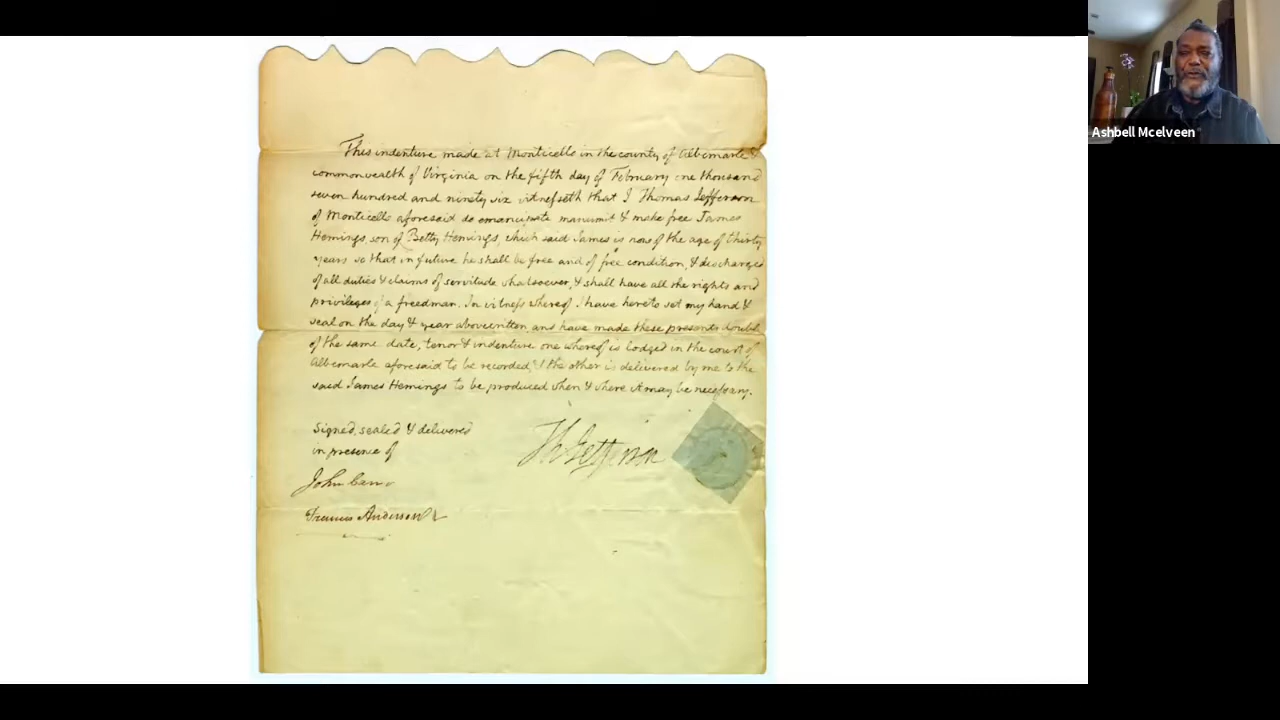 This indenture made at Monticello in the county of Albemarle &
commonwealth of Virginia on the fifth day of February one thousand
seven hundred and ninety six witnesseth that I Thomas Jefferson
of Monticello aforesaid do emancipate manumit & make free James
Hemings, son of Betty Hemings, which said James is now of the age of thirty
years so that in future he shall be free and of free condition, & discharged
of all duties & claims of servitude whatsoever, & shall have all the rights and
privileges of a freedman. In witness whereof I have hereto set my hand &
seal on the day & year abovewritten, and have made these presents double
of the same date, tenor & indenture one whereof is lodged in the court of
Albemarle aforesaid to be recorded, & the other is delivered by me to the
said James Hemings to be produced when & where it may be necessary.
Signed, sealed & delivered
in presence of
Th Jefferson
John Carr
Francis Anderson
Ashbell Mcelveen